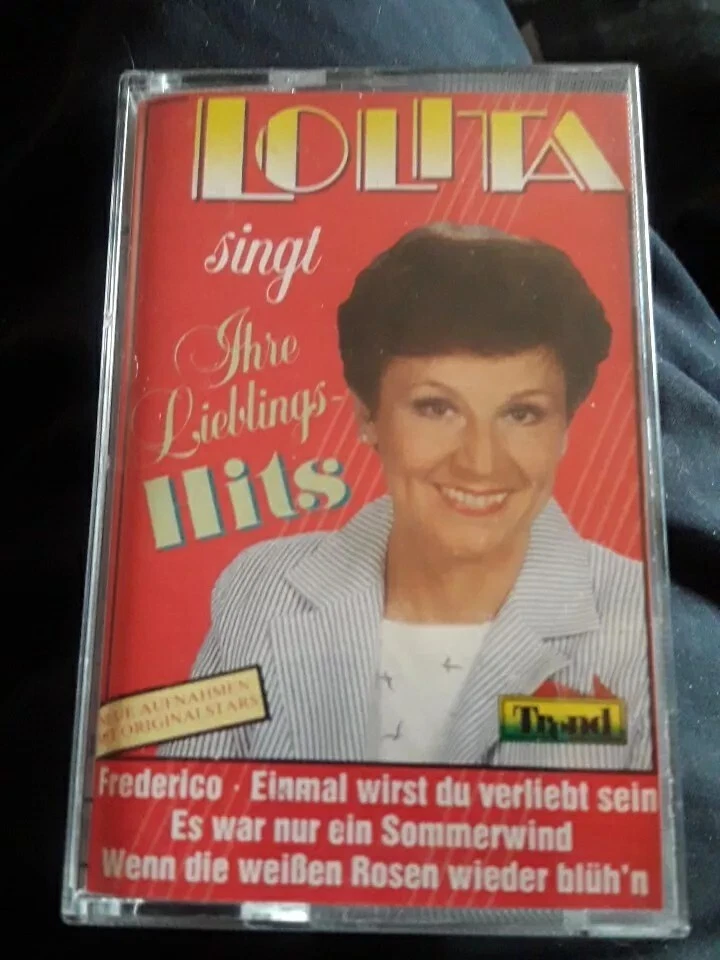 LOLITA
singt
Ihre
Lieblings-
Hits
NEUE AUFNAHMEN
ORIGINALSTARS
Trend
Frederico · Einmal wirst du verliebt sein
Es war nur ein Sommerwind
Wenn die weißen Rosen wieder blüh'n